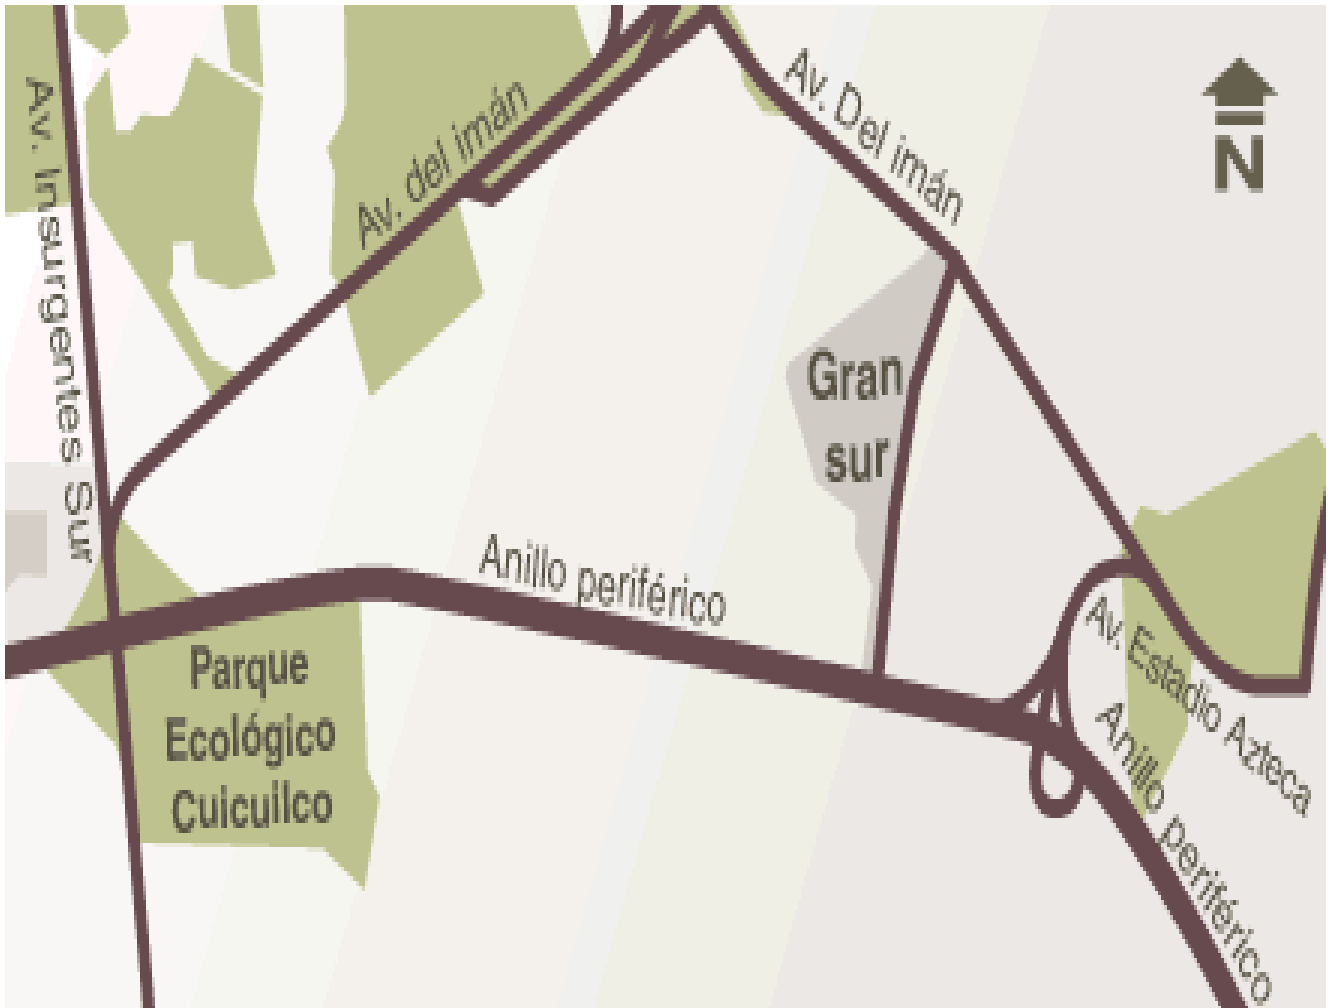 Av. Insurgentes Sur
Av. del imán
Av. Del imán
N
Gran
sur
Anillo periférico
Parque
Ecológico
Cuicuilco
Av. Estadio Azteca
Anillo periférico